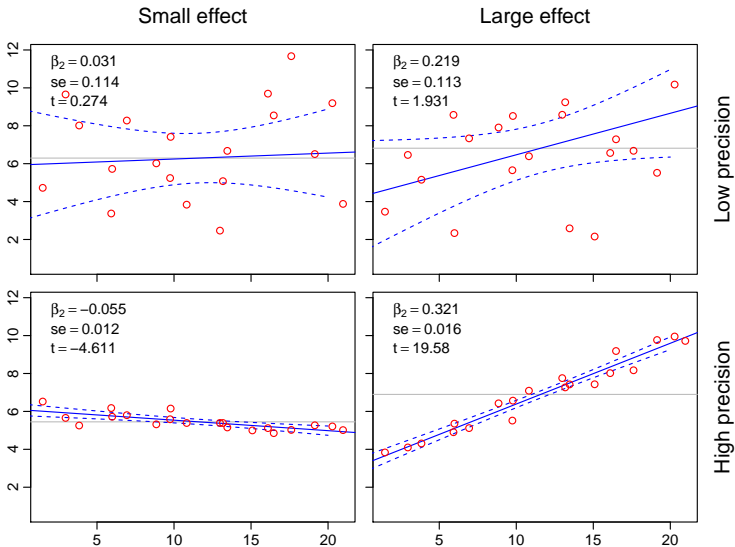 Small effect Large effect
β₂ = 0.031
se = 0.114
t = 0.274
β₂ = 0.219
se = 0.113
t = 1.931
12
10
8
6
4
2
Low precision
β₂ = −0.055
se = 0.012
t = −4.611
β₂ = 0.321
se = 0.016
t = 19.58
12
10
8
6
4
2
High precision
5 10 15 20 5 10 15 20